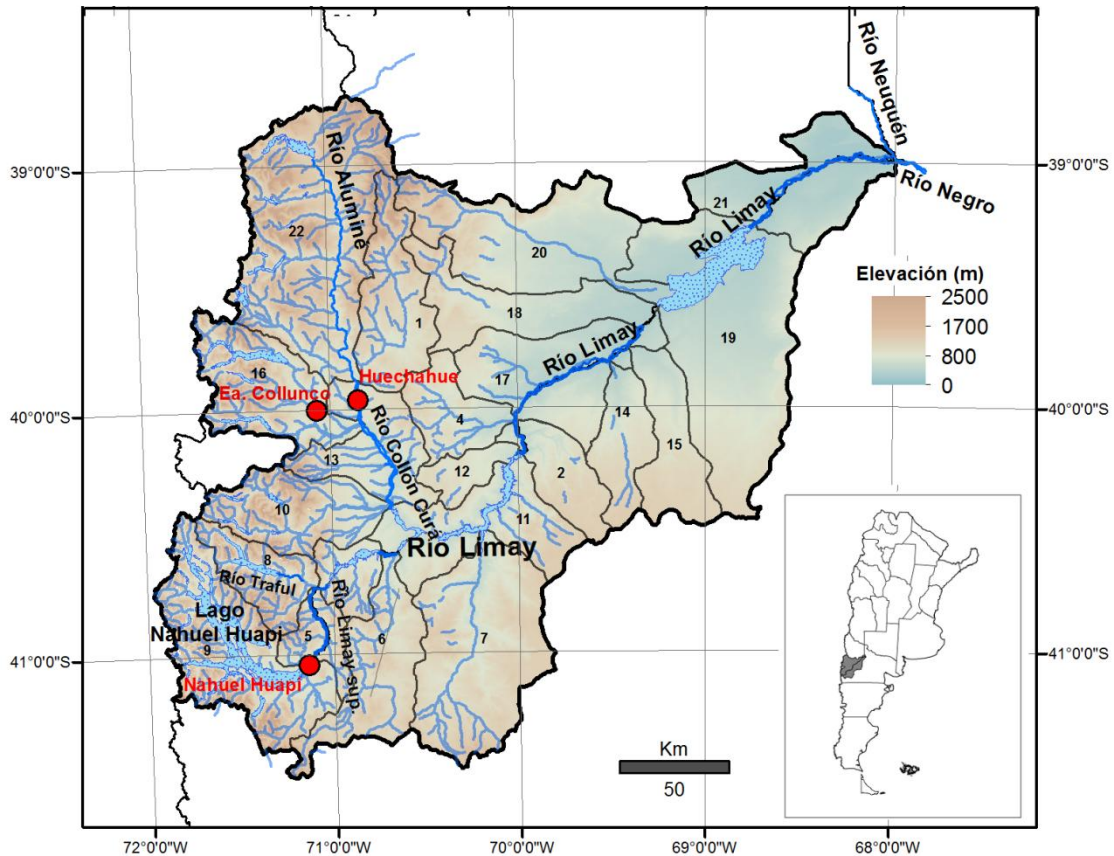 Río Neuquén
39°0'0"S
39°0'0"S
Río Aluminé
Río Negro
21
Río Limay
22
20
Elevación (m)
2500
1700
800
0
1
18
19
Río Limay
16
17
Huechahue
Ea. Collunco
40°0'0"S
40°0'0"S
4
14
15
Río Collón Curá
13
12
2
10
11
Río Limay
8
Río Traful
Lago
Nahuel Huapi
5
6
7
Río Limay sup.
9
41°0'0"S
41°0'0"S
Nahuel Huapi
Km
50
72°0'0"W
71°0'0"W
70°0'0"W
69°0'0"W
68°0'0"W